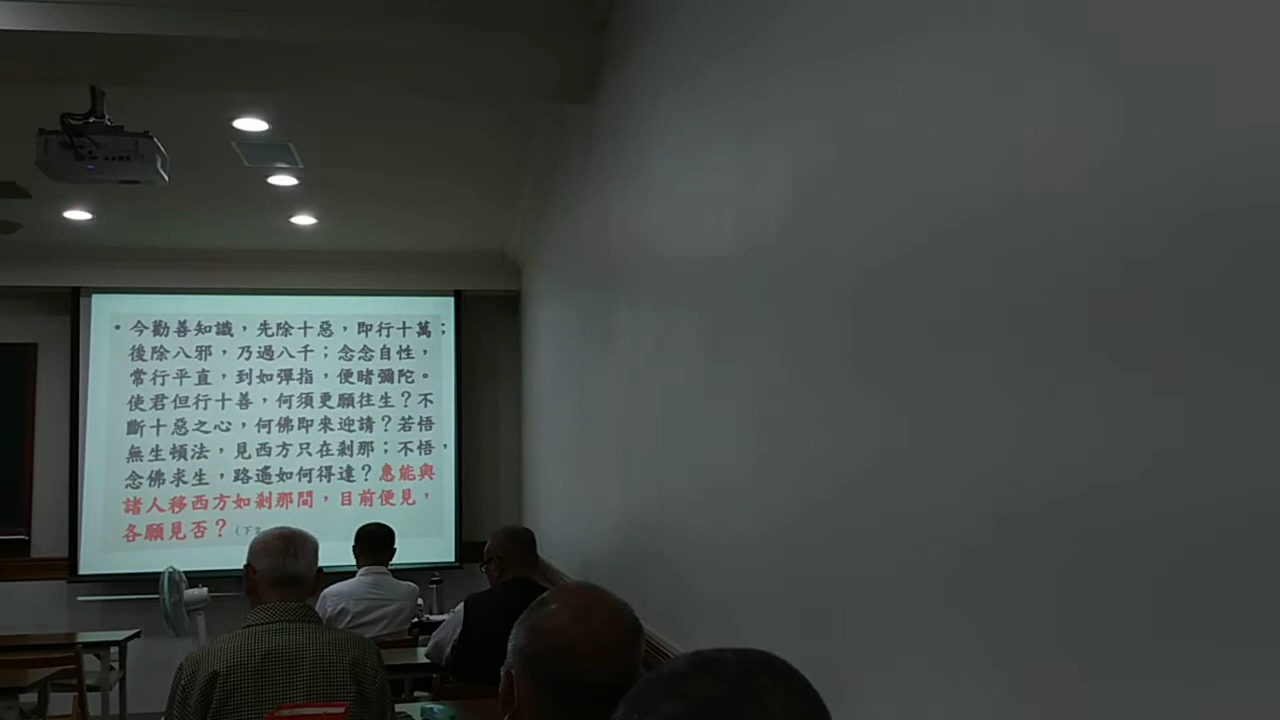 •今勸善知識，先除十惡，即行十萬；
後除八邪，乃過八千；念念自性，
常行平直，到如彈指，便睹彌陀。
使君但行十善，何須更願往生？不
斷十惡之心，何佛即來迎請？若悟
無生頓法，見西方只在剎那；不悟，
念佛求生，路遙如何得達？惠能與
諸人移西方如剎那間，目前便見，
各願見否？（下